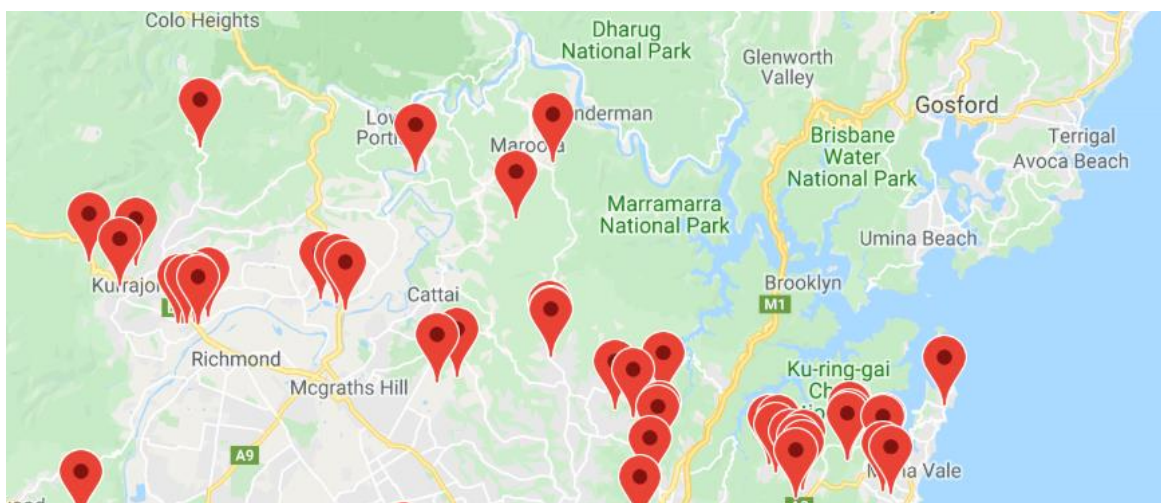 Colo Heights
Dharug
National Park
Glenworth
Valley
Gosford
Terrigal
Avoca Beach
Brisbane
Water
National Park
Marramarra
National Park
Umina Beach
Brooklyn
M1
Cattai
Richmond
Mcgraths Hill
Ku-ring-gai
A9
Vale